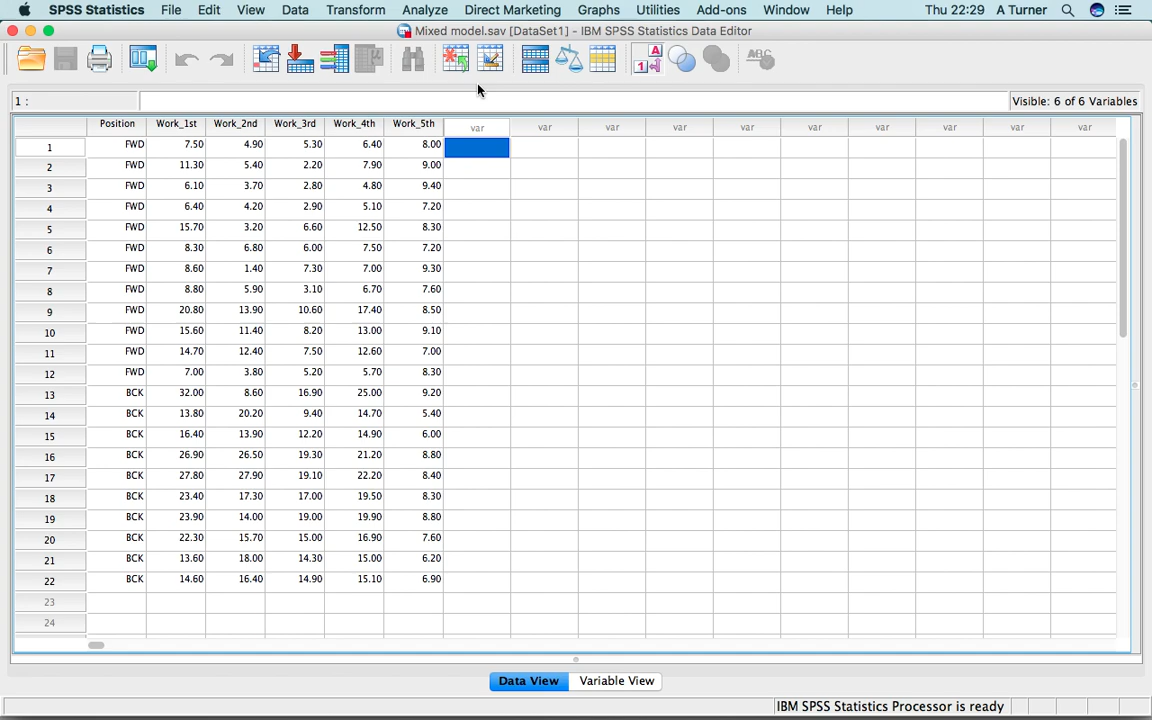 SPSS Statistics File Edit View Data Transform Analyze Direct Marketing Graphs Utilities Add-ons Window Help Thu 22:29 A Turner
Mixed model.sav [DataSet1] - IBM SPSS Statistics Data Editor
A
1
ABC
1 : Visible: 6 of 6 Variables
Position Work_1st Work_2nd Work_3rd Work_4th Work_5th var var var var var var var var var var
1 FWD 7.50 4.90 5.30 6.40 8.00
2 FWD 11.30 5.40 2.20 7.90 9.00
3 FWD 6.10 3.70 2.80 4.80 9.40
4 FWD 6.40 4.20 2.90 5.10 7.20
5 FWD 15.70 3.20 6.60 12.50 8.30
6 FWD 8.30 6.80 6.00 7.50 7.20
7 FWD 8.60 1.40 7.30 7.00 9.30
8 FWD 8.80 5.90 3.10 6.70 7.60
9 FWD 20.80 13.90 10.60 17.40 8.50
10 FWD 15.60 11.40 8.20 13.00 9.10
11 FWD 14.70 12.40 7.50 12.60 7.00
12 FWD 7.00 3.80 5.20 5.70 8.30
13 BCK 32.00 8.60 16.90 25.00 9.20
14 BCK 13.80 20.20 9.40 14.70 5.40
15 BCK 16.40 13.90 12.20 14.90 6.00
16 BCK 26.90 26.50 19.30 21.20 8.80
17 BCK 27.80 27.90 19.10 22.20 8.40
18 BCK 23.40 17.30 17.00 19.50 8.30
19 BCK 23.90 14.00 19.00 19.90 8.80
20 BCK 22.30 15.70 15.00 16.90 7.60
21 BCK 13.60 18.00 14.30 15.00 6.20
22 BCK 14.60 16.40 14.90 15.10 6.90
23
24
Data View Variable View
IBM SPSS Statistics Processor is ready